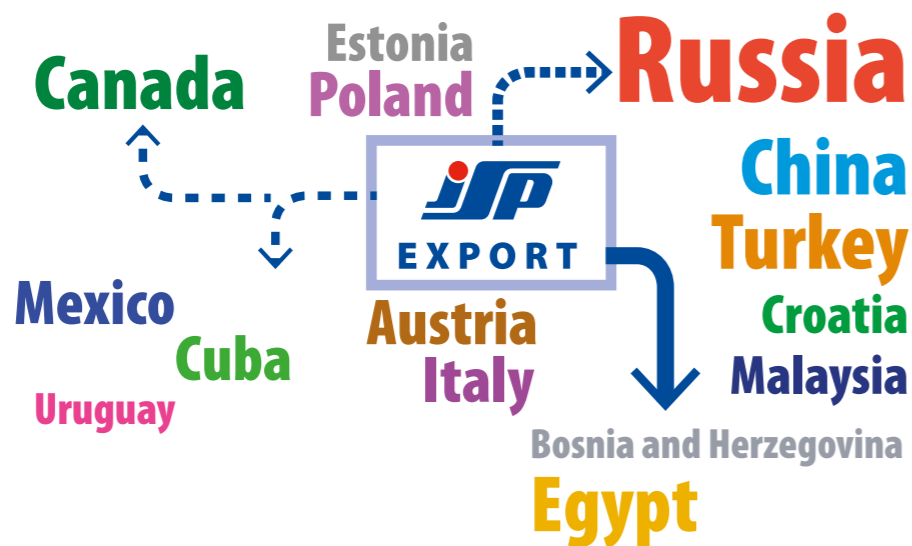 Estonia
Poland
Canada
Russia
China
Turkey
Croatia
Malaysia
jsp
EXPORT
Mexico
Cuba
Uruguay
Austria
Italy
Bosnia and Herzegovina
Egypt